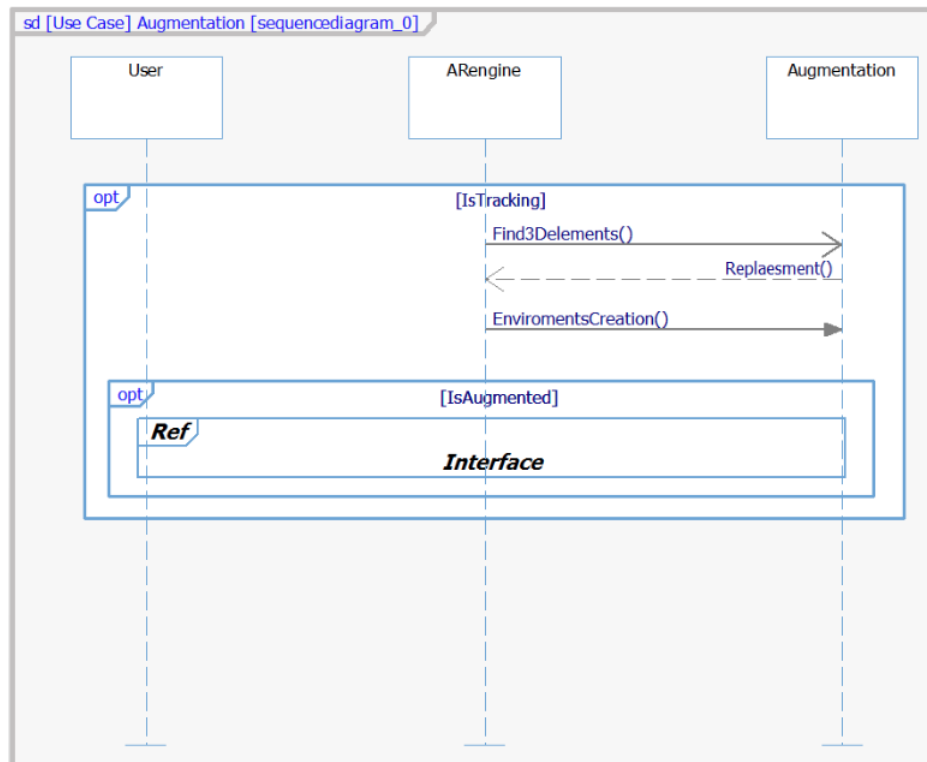 sd [Use Case] Augmentation [sequencediagram_0]
User
ARengine
Augmentation
opt
[IsTracking]
Find3Delements()
Replaesment()
EnviromentsCreation()
opt
[IsAugmented]
Ref
Interface